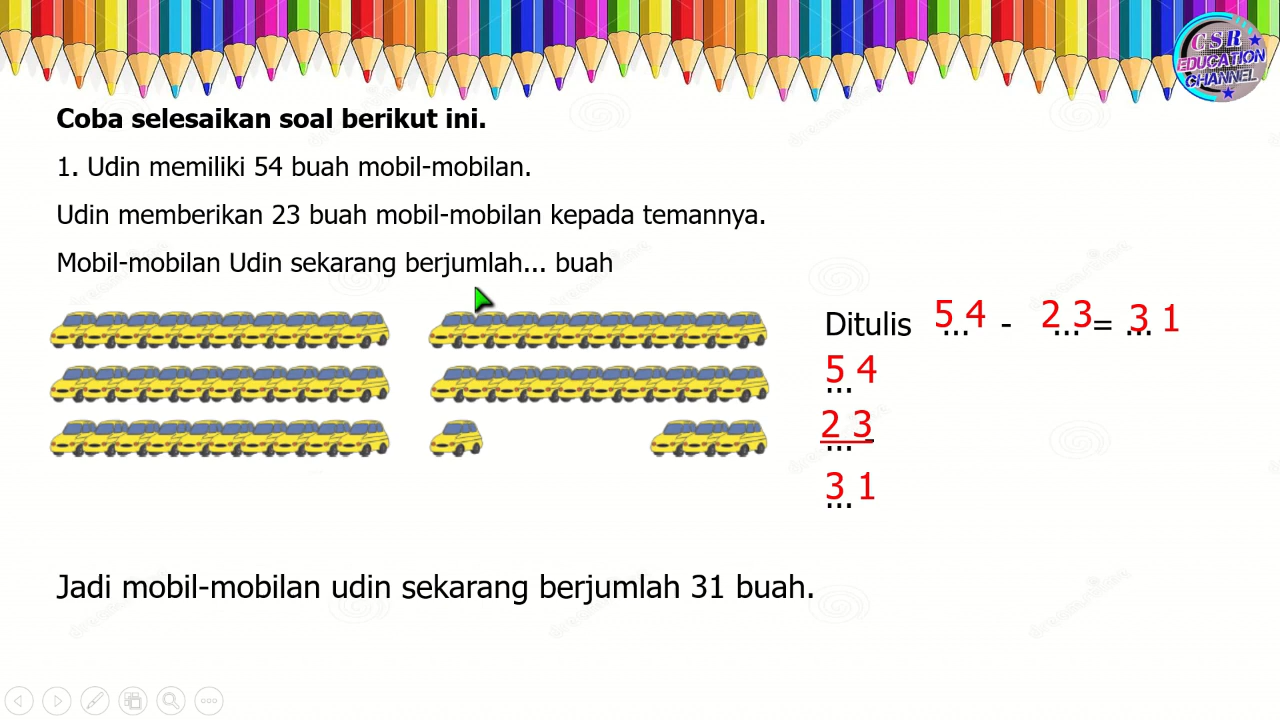 CSR
EDUCATION
CHANNEL
Coba selesaikan soal berikut ini.
1. Udin memiliki 54 buah mobil-mobilan.
Udin memberikan 23 buah mobil-mobilan kepada temannya.
Mobil-mobilan Udin sekarang berjumlah... buah
Ditulis 54 ... - 23 ... = 31 ...
54
...
23 -
...
31
...
Jadi mobil-mobilan udin sekarang berjumlah 31 buah.